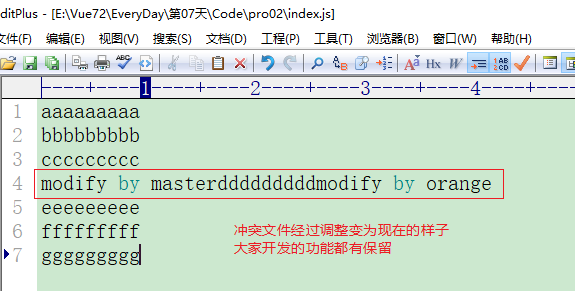 ditPlus - [E:\Vue72\EveryDay\第07天\Code\pro02\index.js]
文件(F) 编辑(E) 视图(V) 搜索(S) 文档(D) 工程(P) 工具(T) 浏览器(B) 窗口(W) 帮助(H)
1 2 3 4
1 aaaaaaaaa
2 bbbbbbbbb
3 ccccccccc
4 modify by masterdddddddddmodify by orange
5 eeeeeeeee
6 fffffffff
7 ggggggggg
冲突文件经过调整变为现在的样子
大家开发的功能都有保留